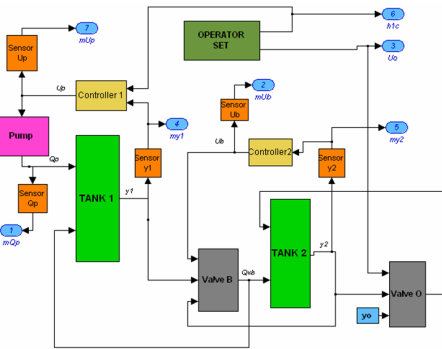 7
mUp
Sensor
Up
OPERATOR
SET
6
h1c
3
Uo
Up
Controller 1
2
mUb
Sensor
Ub
4
my1
5
my2
Pump
Qp
Ub
Controller2
Sensor
y1
Sensor
y2
Sensor
Qp
TANK 1
y1
1
mQp
TANK 2
y2
Valve B
Qvb
Valve O
yo